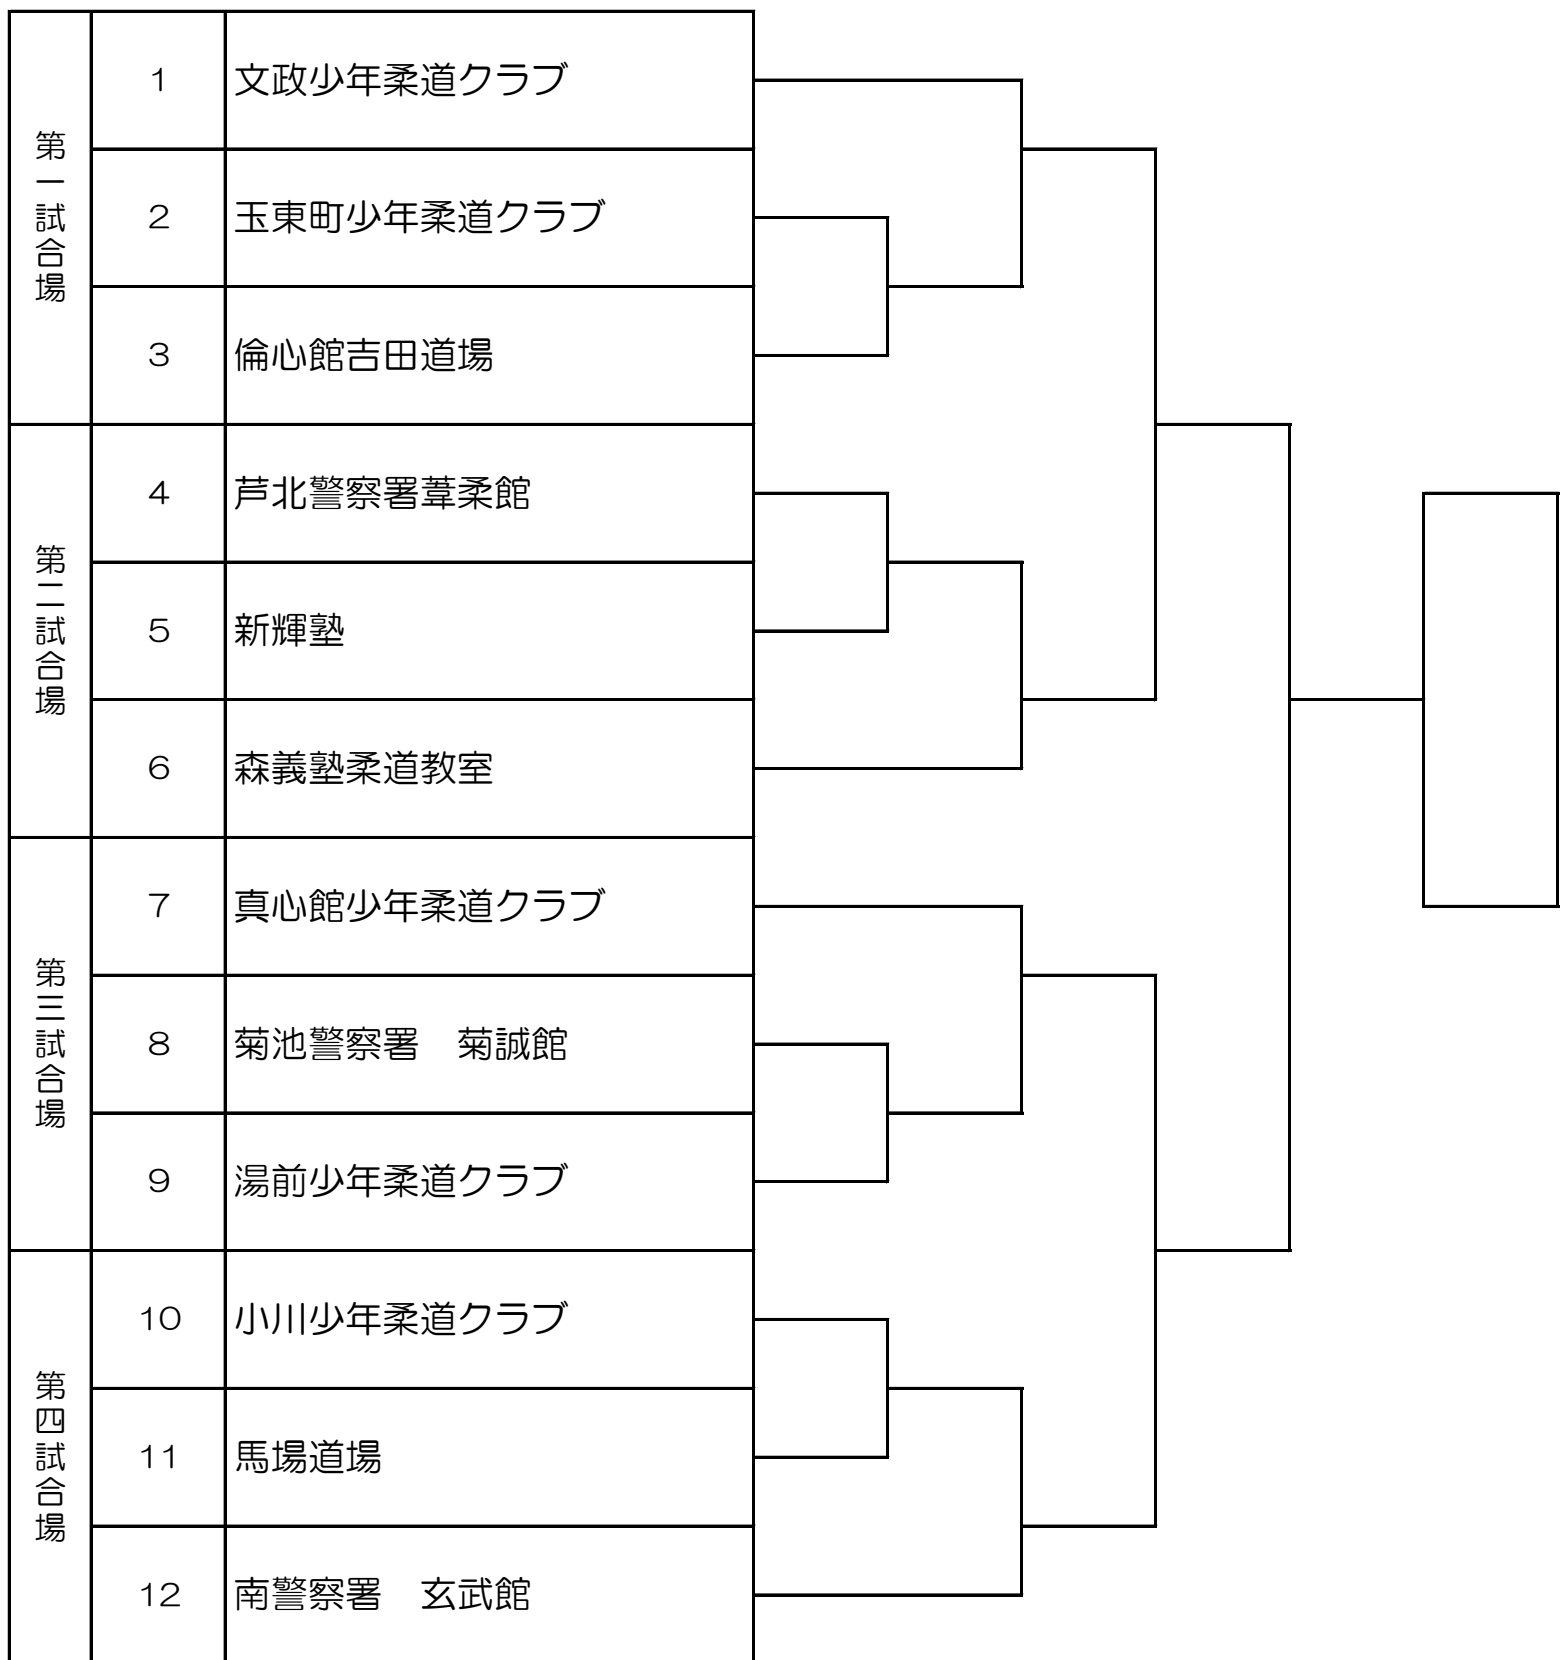 第一試合場
1 文政少年柔道クラブ
2 玉東町少年柔道クラブ
3 倫心館吉田道場
第二試合場
4 芦北警察署葦柔館
5 新輝塾
6 森義塾柔道教室
第三試合場
7 真心館少年柔道クラブ
8 菊池警察署　菊誠館
9 湯前少年柔道クラブ
第四試合場
10 小川少年柔道クラブ
11 馬場道場
12 南警察署　玄武館